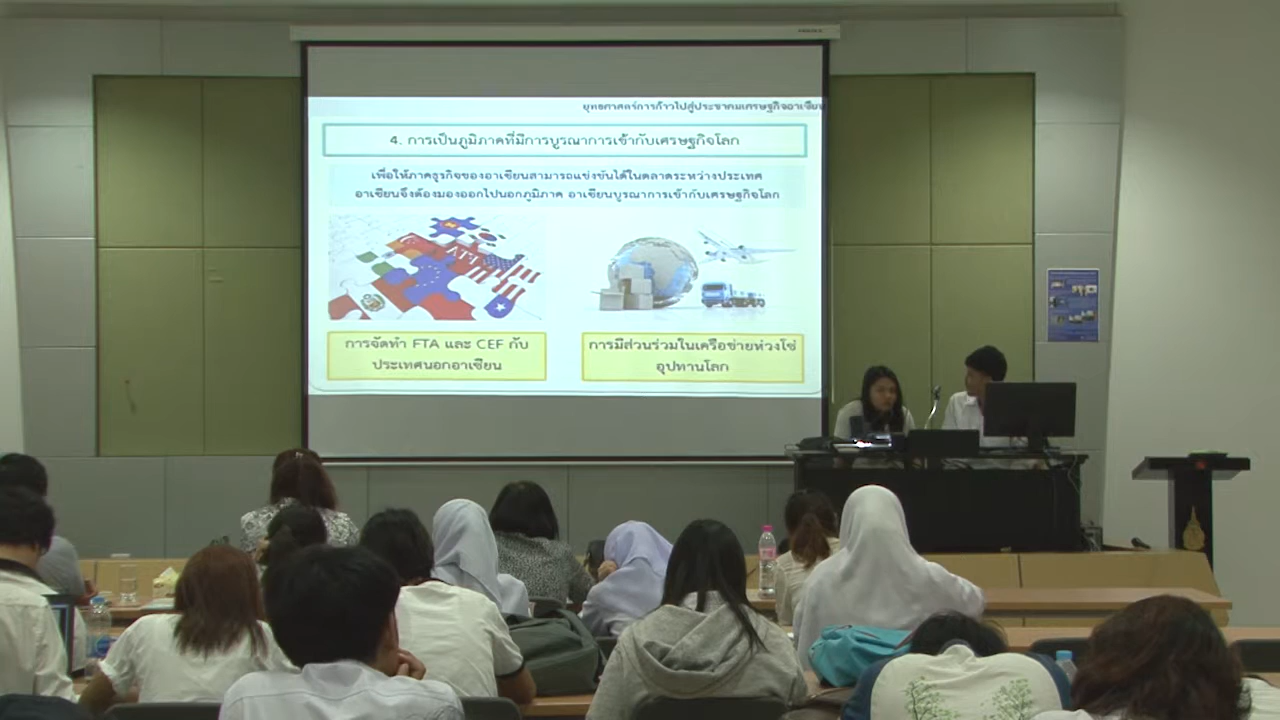 ยุทธศาสตร์การก้าวไปสู่ประชาคมเศรษฐกิจอาเซียน
4. การเป็นภูมิภาคที่มีการบูรณาการเข้ากับเศรษฐกิจโลก
เพื่อให้ภาคธุรกิจของอาเซียนสามารถแข่งขันได้ในตลาดระหว่างประเทศ
อาเซียนจึงต้องมองออกไปนอกภูมิภาค อาเซียนบูรณาการเข้ากับเศรษฐกิจโลก
การจัดทำ FTA และ CEF กับ
ประเทศนอกอาเซียน
การมีส่วนร่วมในเครือข่ายห่วงโซ่
อุปทานโลก